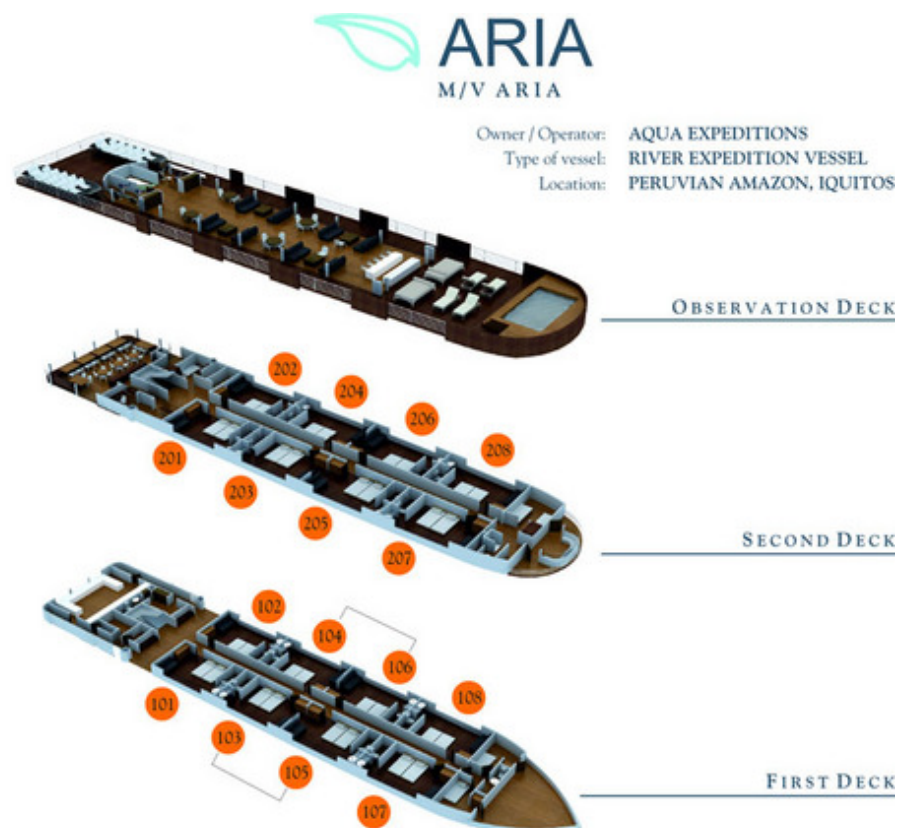 ARIA
M/V ARIA
Owner / Operator: AQUA EXPEDITIONS
Type of vessel: RIVER EXPEDITION VESSEL
Location: PERUVIAN AMAZON, IQUITOS
OBSERVATION DECK
202
204
206
208
201
203
205
207
SECOND DECK
102
104
106
108
101
103
105
107
FIRST DECK